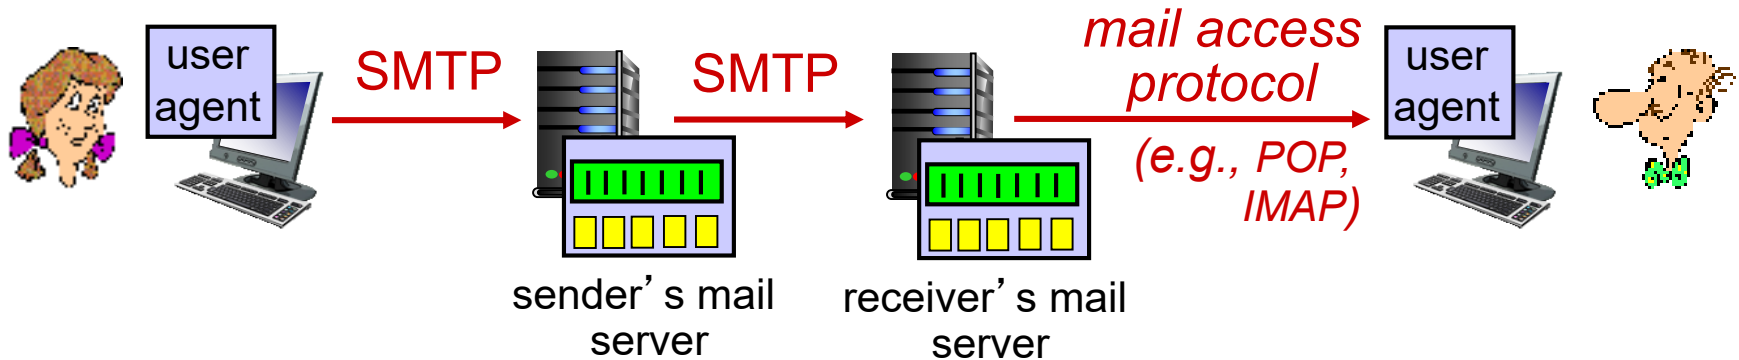 user
agent
SMTP
SMTP
mail access
protocol
(e.g., POP,
IMAP)
user
agent
sender’s mail
server
receiver’s mail
server